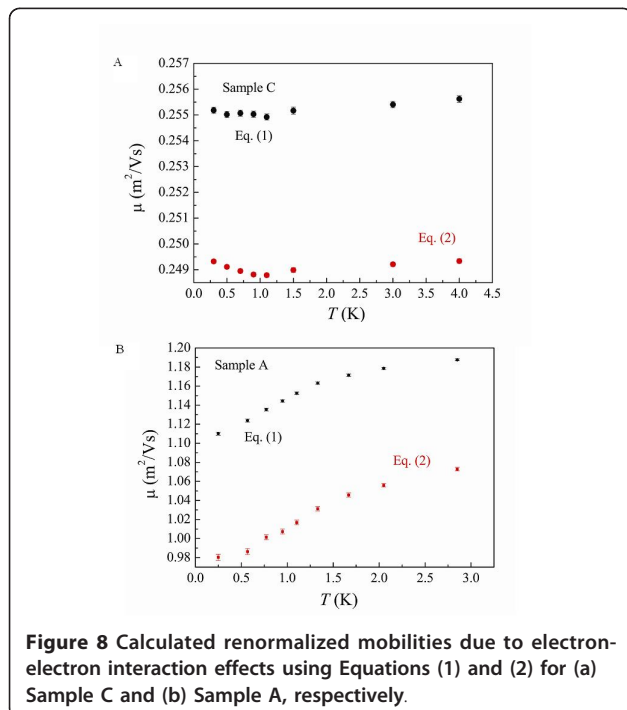 A
0.257
0.256
0.255
0.254
0.253
0.252
0.251
0.250
0.249
μ (m²/Vs)
Sample C
Eq. (1)
Eq. (2)
0.0 0.5 1.0 1.5 2.0 2.5 3.0 3.5 4.0 4.5
T (K)
B
1.20
1.18
1.16
1.14
1.12
1.10
1.08
1.06
1.04
1.02
1.00
0.98
μ (m²/Vs)
Sample A
Eq. (1)
Eq. (2)
0.0 0.5 1.0 1.5 2.0 2.5 3.0
T (K)
Figure 8 Calculated renormalized mobilities due to electron-
electron interaction effects using Equations (1) and (2) for (a)
Sample C and (b) Sample A, respectively.